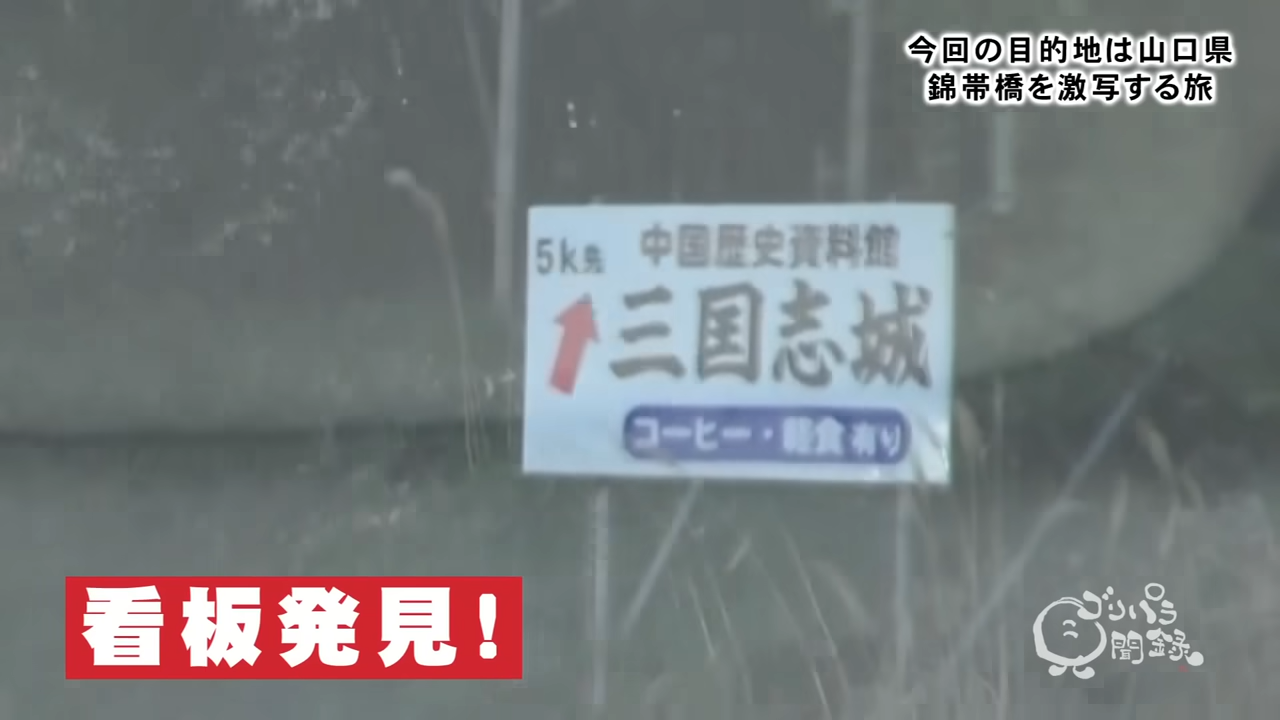 今回の目的地は山口県
錦帯橋を激写する旅
5k先
中国歴史資料館
三国志城
コーヒー・軽食有り
看板発見!
ゴリパラ
見聞録